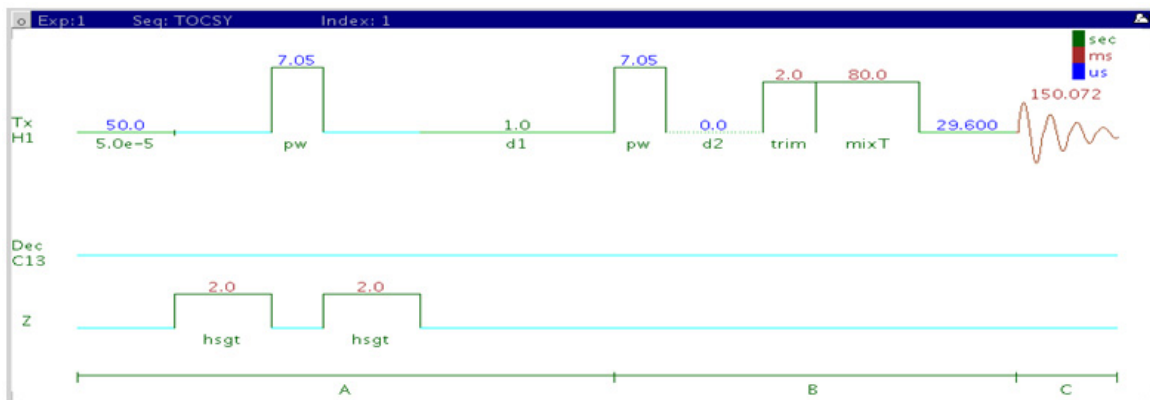 Exp:1 Seq: TOCSY Index: 1
sec
ms
us
7.05 7.05 2.0 80.0 150.072
Tx
H1
50.0 1.0 0.0 29.600
5.0e-5 pw d1 pw d2 trim mixT
Dec
C13
2.0 2.0
Z
hsgt hsgt
A B C